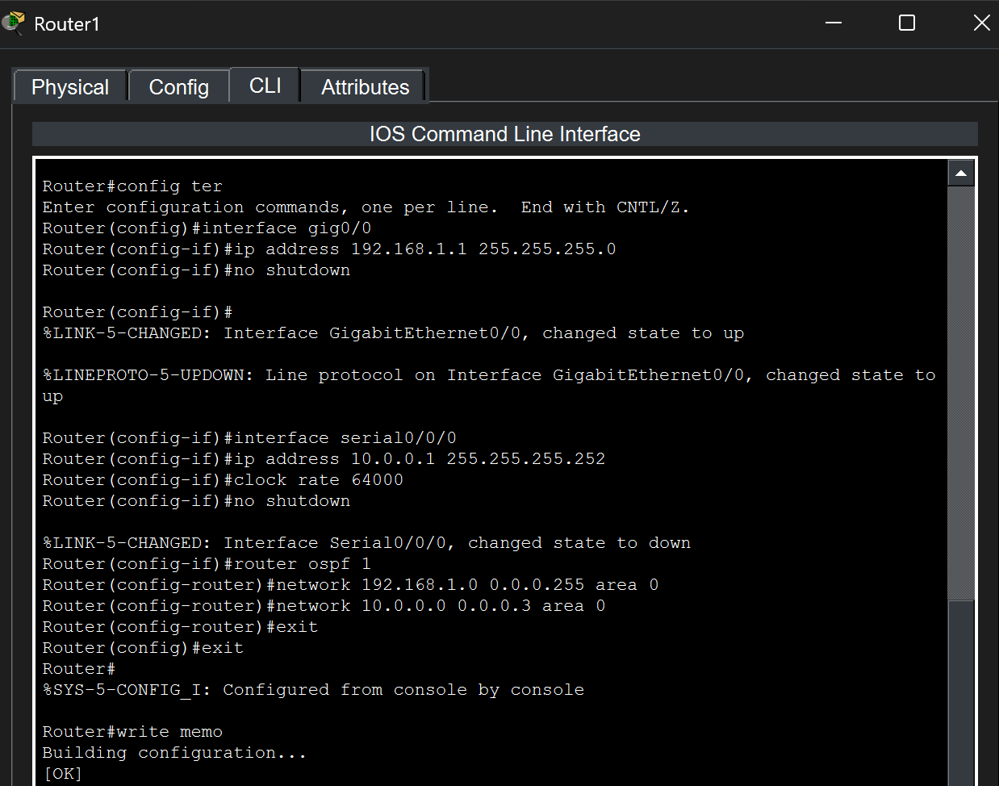 Router1
Physical
Config
CLI
Attributes
IOS Command Line Interface
Router#config ter
Enter configuration commands, one per line.  End with CNTL/Z.
Router(config)#interface gig0/0
Router(config-if)#ip address 192.168.1.1 255.255.255.0
Router(config-if)#no shutdown
Router(config-if)#
%LINK-5-CHANGED: Interface GigabitEthernet0/0, changed state to up
%LINEPROTO-5-UPDOWN: Line protocol on Interface GigabitEthernet0/0, changed state to
up
Router(config-if)#interface serial0/0/0
Router(config-if)#ip address 10.0.0.1 255.255.255.252
Router(config-if)#clock rate 64000
Router(config-if)#no shutdown
%LINK-5-CHANGED: Interface Serial0/0/0, changed state to down
Router(config-if)#router ospf 1
Router(config-router)#network 192.168.1.0 0.0.0.255 area 0
Router(config-router)#network 10.0.0.0 0.0.0.3 area 0
Router(config-router)#exit
Router(config)#exit
Router#
%SYS-5-CONFIG_I: Configured from console by console
Router#write memo
Building configuration...
[OK]